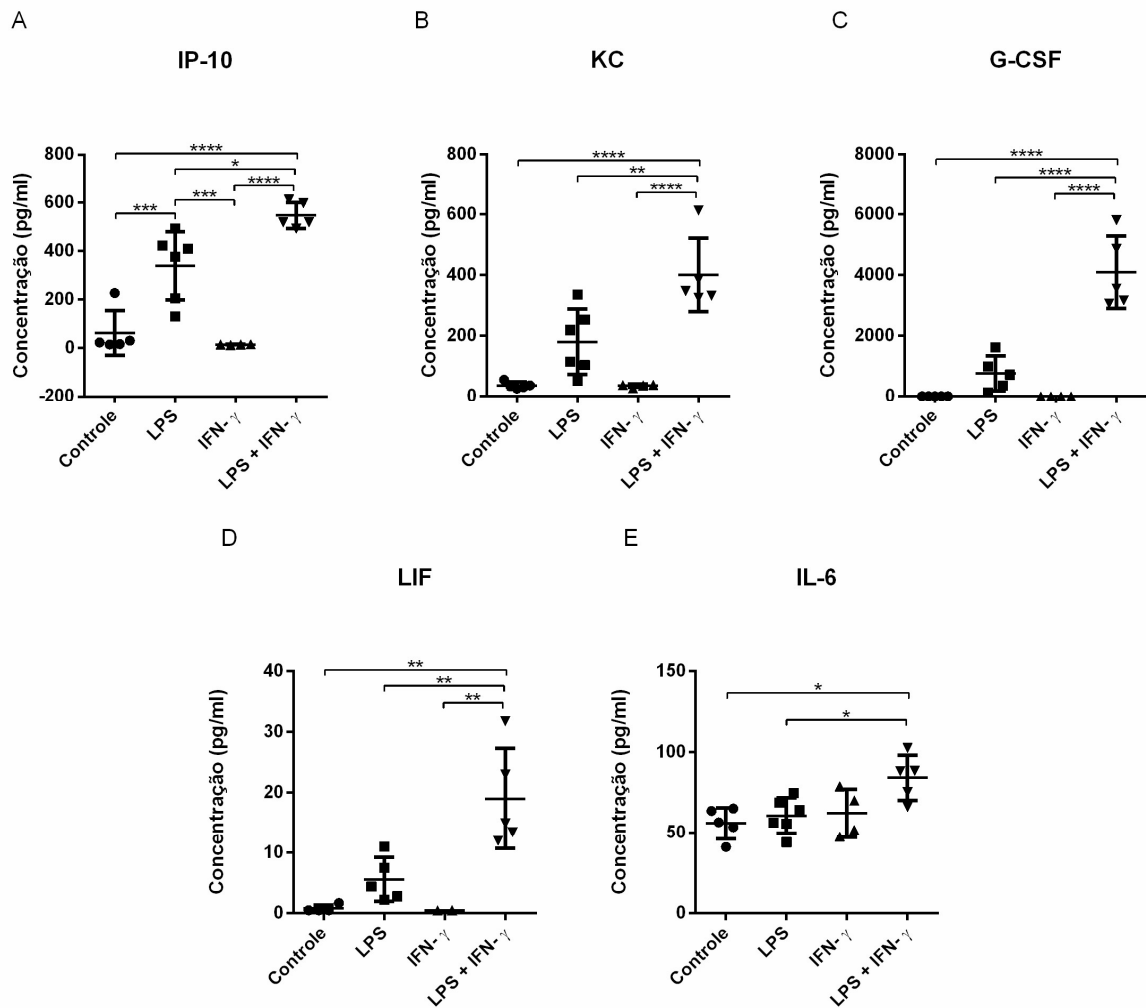 A
IP-10
Concentração (pg/ml)
800
600
400
200
0
-200
****
*
***
****
***
Controle
LPS
IFN- γ
LPS + IFN- γ
B
KC
Concentração (pg/ml)
800
600
400
200
0
****
**
****
Controle
LPS
IFN- γ
LPS + IFN- γ
C
G-CSF
Concentração (pg/ml)
8000
6000
4000
2000
0
****
****
****
Controle
LPS
IFN- γ
LPS + IFN- γ
D
LIF
Concentração (pg/ml)
40
30
20
10
0
**
**
**
Controle
LPS
IFN- γ
LPS + IFN- γ
E
IL-6
Concentração (pg/ml)
150
100
50
0
*
*
Controle
LPS
IFN- γ
LPS + IFN- γ